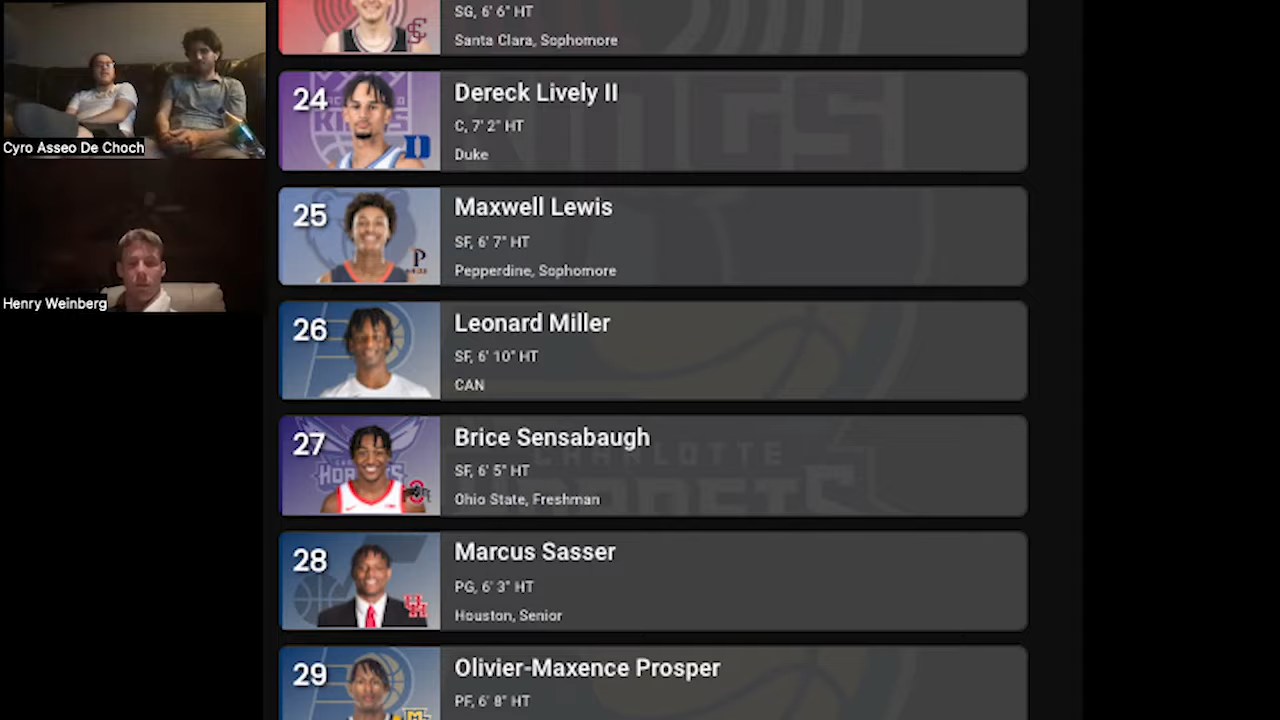 Cyro Asseo De Choch
Henry Weinberg
SG, 6' 6" HT
Santa Clara, Sophomore
24
Dereck Lively II
C, 7' 2" HT
Duke
25
Maxwell Lewis
SF, 6' 7" HT
Pepperdine, Sophomore
26
Leonard Miller
SF, 6' 10" HT
CAN
27
Brice Sensabaugh
SF, 6' 5" HT
Ohio State, Freshman
CHARLOTTE
HORNETS
28
Marcus Sasser
PG, 6' 3" HT
Houston, Senior
29
Olivier-Maxence Prosper
PF, 6' 8" HT